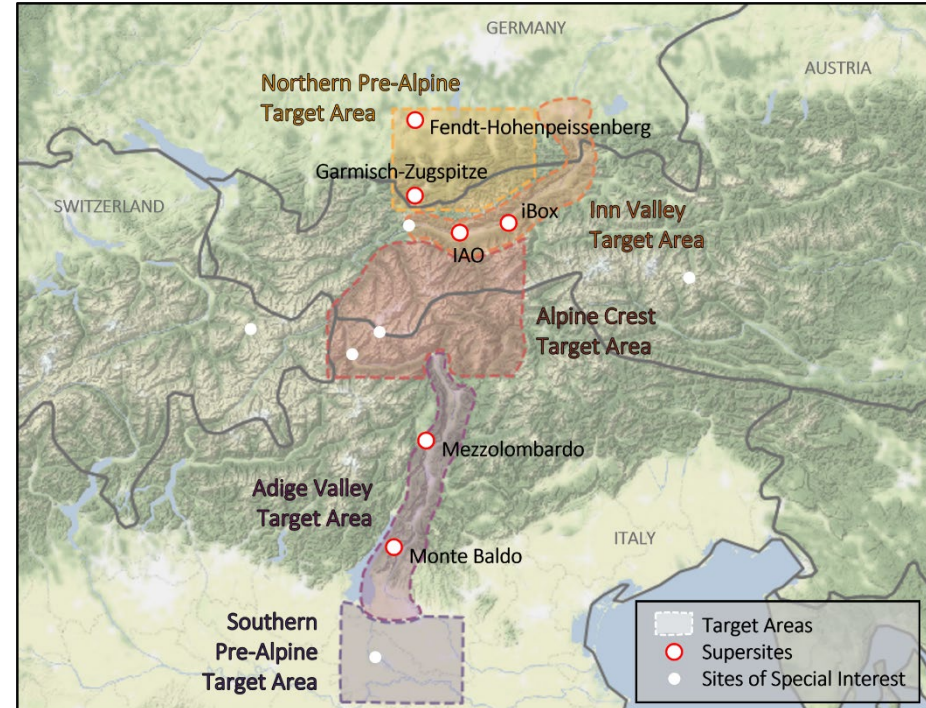 GERMANY
AUSTRIA
Northern Pre-Alpine
Target Area
Fendt-Hohenpeissenberg
Garmisch-Zugspitze
SWITZERLAND
iBox
Inn Valley
Target Area
IAO
Alpine Crest
Target Area
Mezzolombardo
Adige Valley
Target Area
ITALY
Monte Baldo
Southern
Pre-Alpine
Target Area
Target Areas
Supersites
Sites of Special Interest